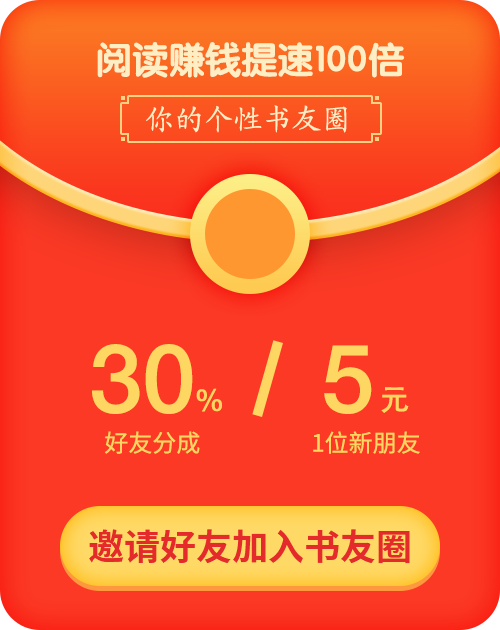 阅读赚钱提速100倍
你的个性书友圈
30% / 5元
好友分成 1位新朋友
邀请好友加入书友圈